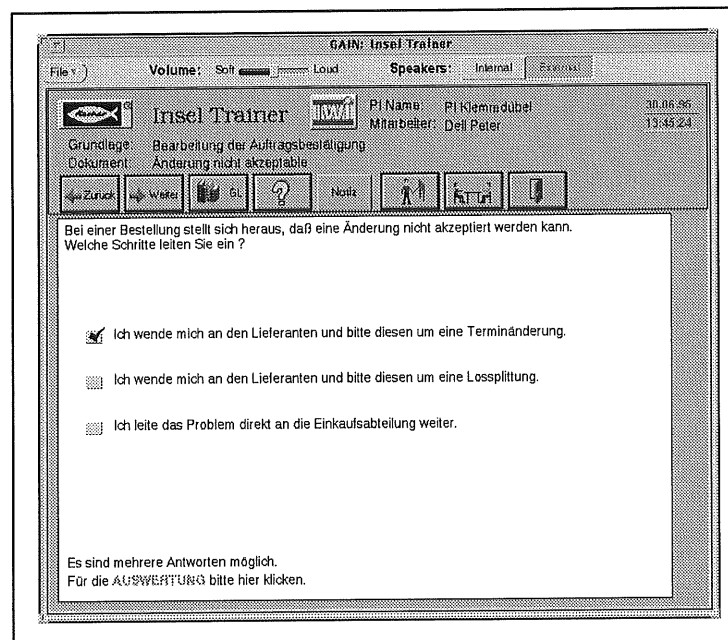 GAIN: Insel Trainer
File Volume: Soft Loud Speakers: Internal External
Insel Trainer IWi PI Name: PI Klemmdübel 30.06.95
Mitarbeiter: Dell Peter 13:45:24
Grundlage: Bearbeitung der Auftragsbestätigung
Dokument: Änderung nicht akzeptable
Zurück Weiter GL ? Notiz
Bei einer Bestellung stellt sich heraus, daß eine Änderung nicht akzeptiert werden kann.
Welche Schritte leiten Sie ein ?
Ich wende mich an den Lieferanten und bitte diesen um eine Terminänderung.
Ich wende mich an den Lieferanten und bitte diesen um eine Lossplittung.
Ich leite das Problem direkt an die Einkaufsabteilung weiter.
Es sind mehrere Antworten möglich.
Für die AUSWERTUNG bitte hier klicken.